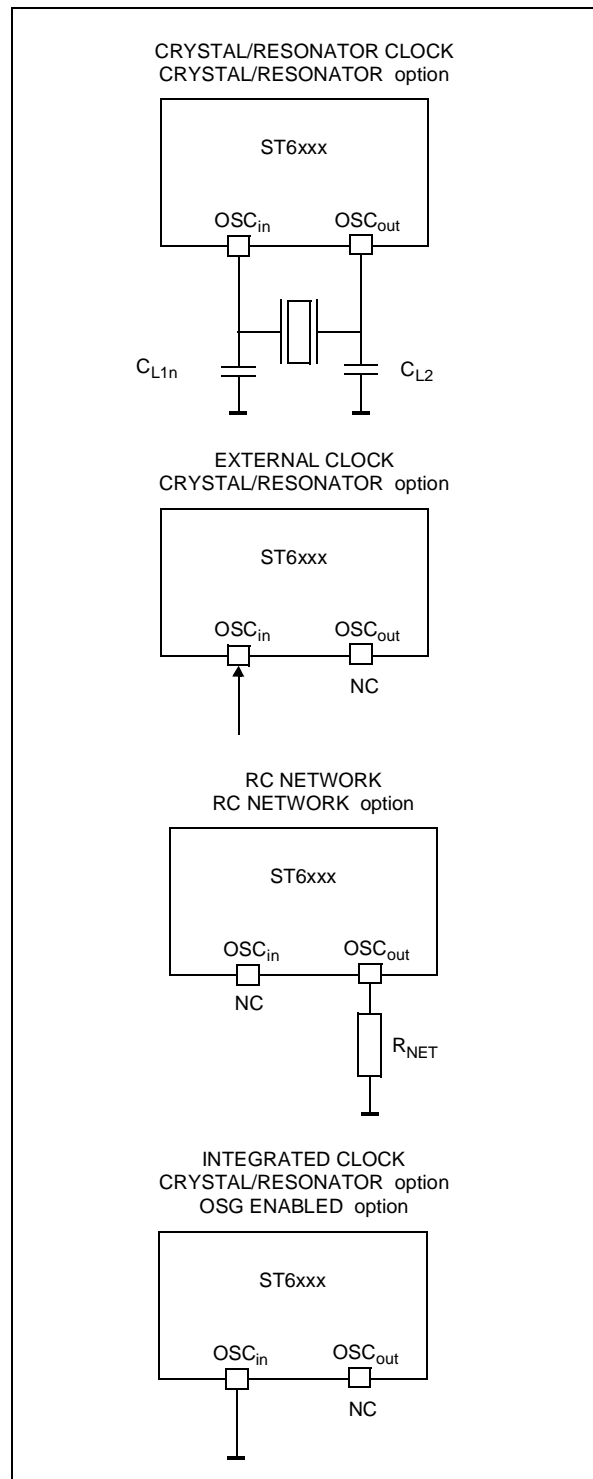 CRYSTAL/RESONATOR CLOCK
CRYSTAL/RESONATOR option
ST6xxx
OSCin OSCout
CL1n CL2
EXTERNAL CLOCK
CRYSTAL/RESONATOR option
ST6xxx
OSCin OSCout
NC
RC NETWORK
RC NETWORK option
ST6xxx
OSCin OSCout
NC
RNET
INTEGRATED CLOCK
CRYSTAL/RESONATOR option
OSG ENABLED option
ST6xxx
OSCin OSCout
NC